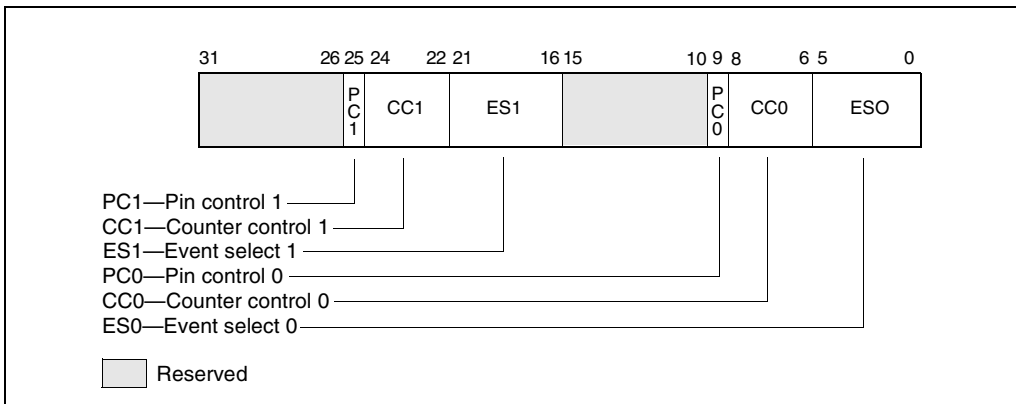 31 26 25 24 22 21 16 15 10 9 8 6 5 0
PC1 CC1 ES1 PC0 CC0 ESO
PC1—Pin control 1
CC1—Counter control 1
ES1—Event select 1
PC0—Pin control 0
CC0—Counter control 0
ES0—Event select 0
Reserved